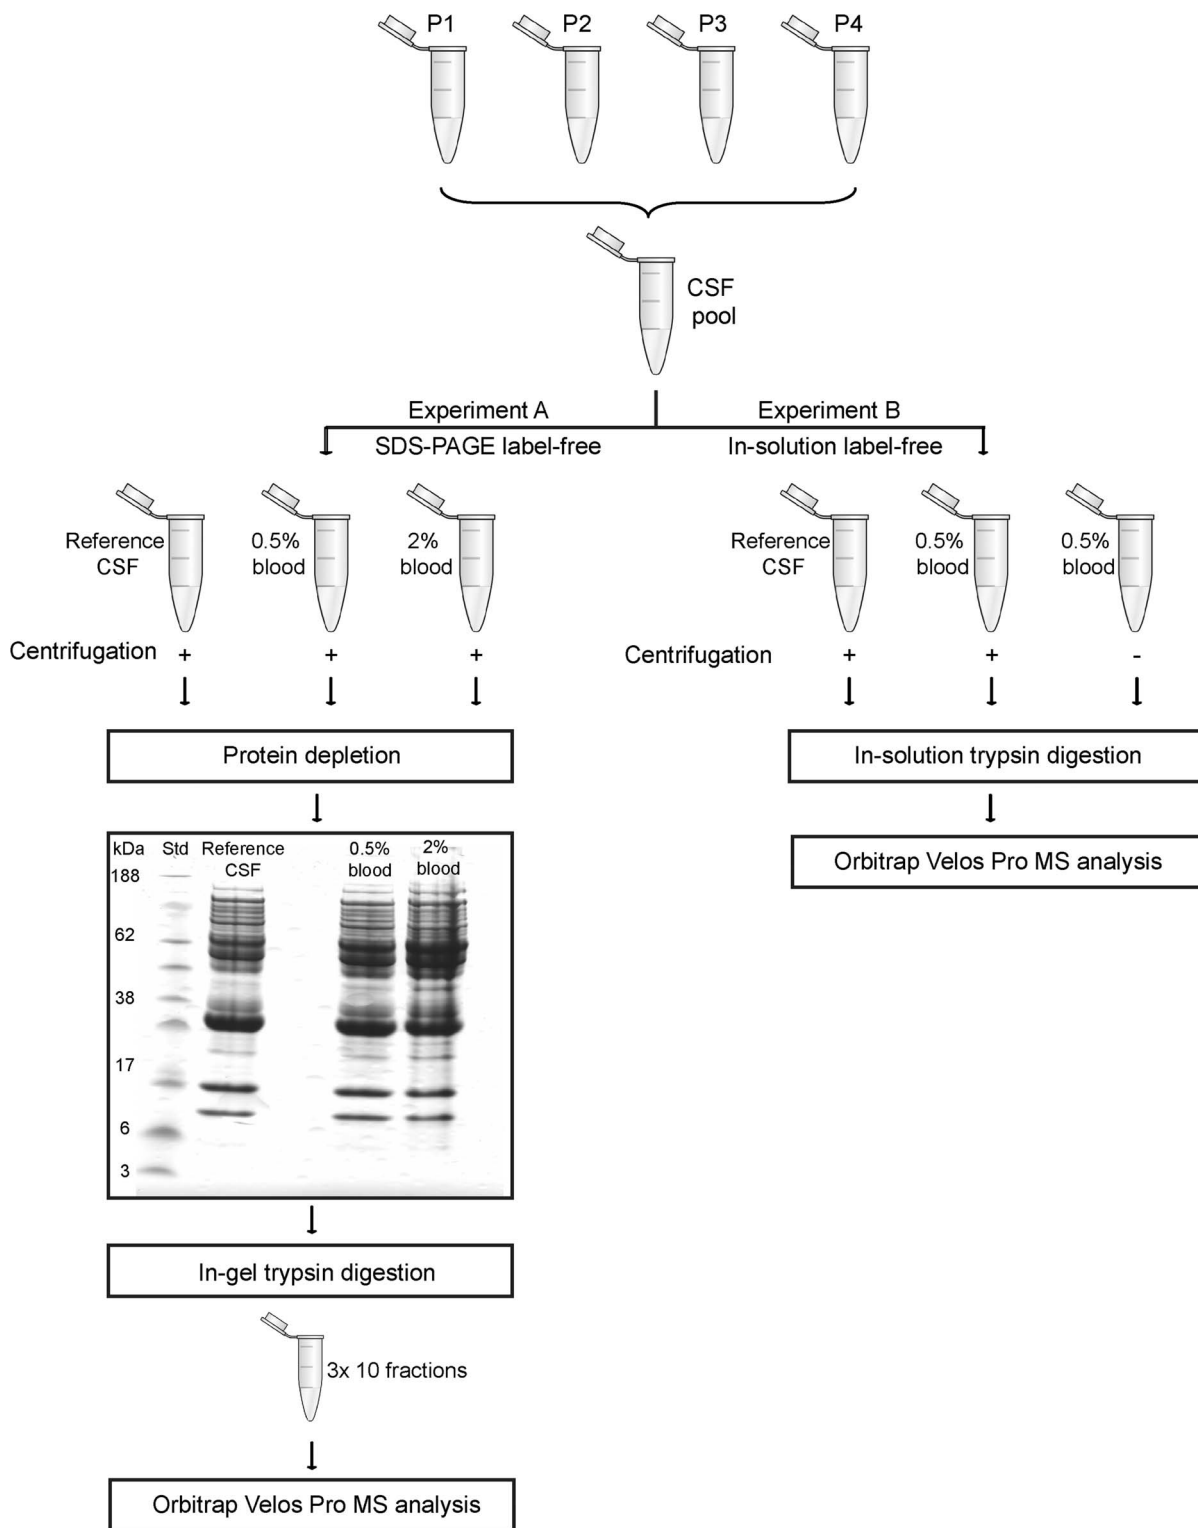 P1 P2 P3 P4
CSF
pool
Experiment A Experiment B
SDS-PAGE label-free In-solution label-free
Reference 0.5% 2% Reference 0.5% 0.5%
CSF blood blood CSF blood blood
Centrifugation + + + Centrifugation + + -
Protein depletion In-solution trypsin digestion
kDa Std Reference 0.5% 2%
CSF blood blood
Orbitrap Velos Pro MS analysis
188
62
38
17
6
3
In-gel trypsin digestion
3x 10 fractions
Orbitrap Velos Pro MS analysis